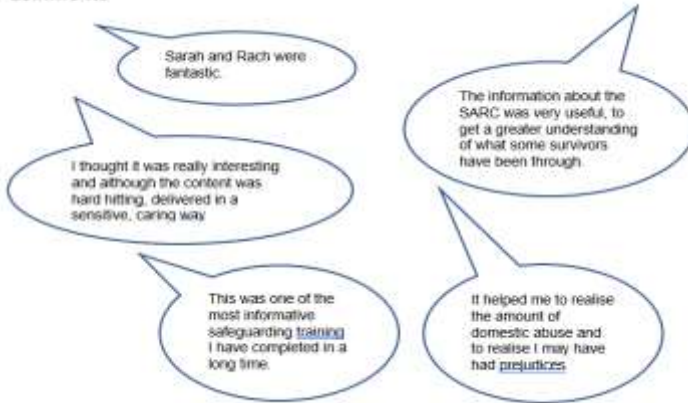 Sarah and Rach were
fantastic.
The information about the
SARC was very useful, to
get a greater understanding
of what some survivors
have been through.
I thought it was really interesting
and although the content was
hard hitting, delivered in a
sensitive, caring way
This was one of the
most informative
safeguarding training
I have completed in a
long time.
It helped me to realise
the amount of
domestic abuse and
to realise I may have
had prejudices